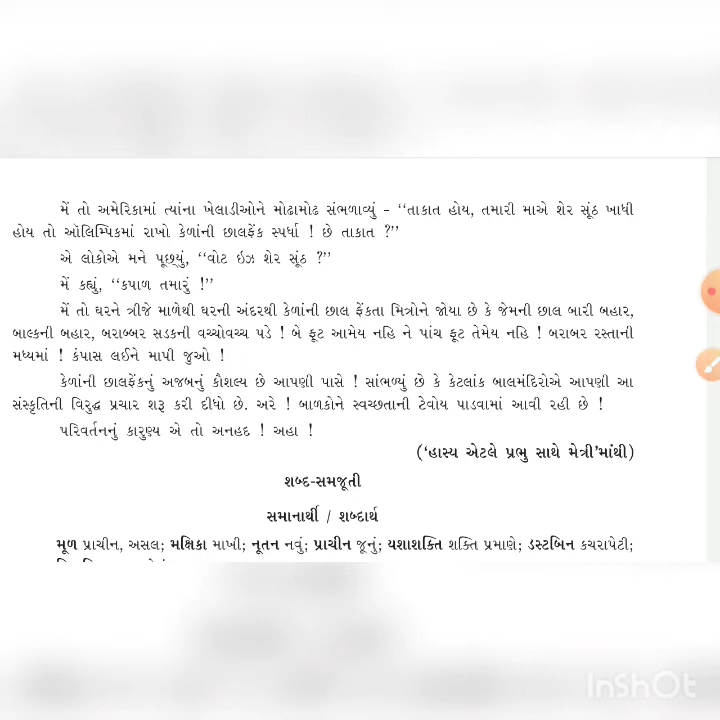 મેં તો અમેરિકામાં ત્યાંના ખેલાડીઓને મોઢામોઢ સંભળાવ્યું - ‘‘તાકાત હોય, તમારી માએ શેર સૂંઠ ખાધી
હોય તો ઑલિમ્પિકમાં રાખો કેળાંની છાલફેંક સ્પર્ધા ! છે તાકાત ?’’
એ લોકોએ મને પૂછ્યું, ‘‘વોટ ઇઝ શેર સૂંઠ ?’’
મેં કહ્યું, ‘‘કપાળ તમારું !’’
મેં તો ઘરને ત્રીજે માળેથી ઘરની અંદરથી કેળાંની છાલ ફેંકતા મિત્રોને જોયા છે કે જેમની છાલ બારી બહાર,
બાલ્કની બહાર, બરાબ્બર સડકની વચ્ચોવચ્ચ પડે ! બે ફૂટ આમેય નહિ ને પાંચ ફૂટ તેમેય નહિ ! બરાબર રસ્તાની
મધ્યમાં ! કંપાસ લઈને માપી જુઓ !
કેળાંની છાલફેંકનું અજબનું કૌશલ્ય છે આપણી પાસે ! સાંભળ્યું છે કે કેટલાંક બાલમંદિરોએ આપણી આ
સંસ્કૃતિની વિરુદ્ધ પ્રચાર શરૂ કરી દીધો છે. અરે ! બાળકોને સ્વચ્છતાની ટેવોય પાડવામાં આવી રહી છે !
પરિવર્તનનું કારુણ્ય એ તો અનહદ ! અહા !
(‘હાસ્ય એટલે પ્રભુ સાથે મેત્રી’માંથી)
શબ્દ-સમજૂતી
સમાનાર્થી / શબ્દાર્થ
મૂળ પ્રાચીન, અસલ; મક્ષિકા માખી; નૂતન નવું; પ્રાચીન જૂનું; યશાશક્તિ શક્તિ પ્રમાણે; ડસ્ટબિન કચરાપેટી;
InShOt